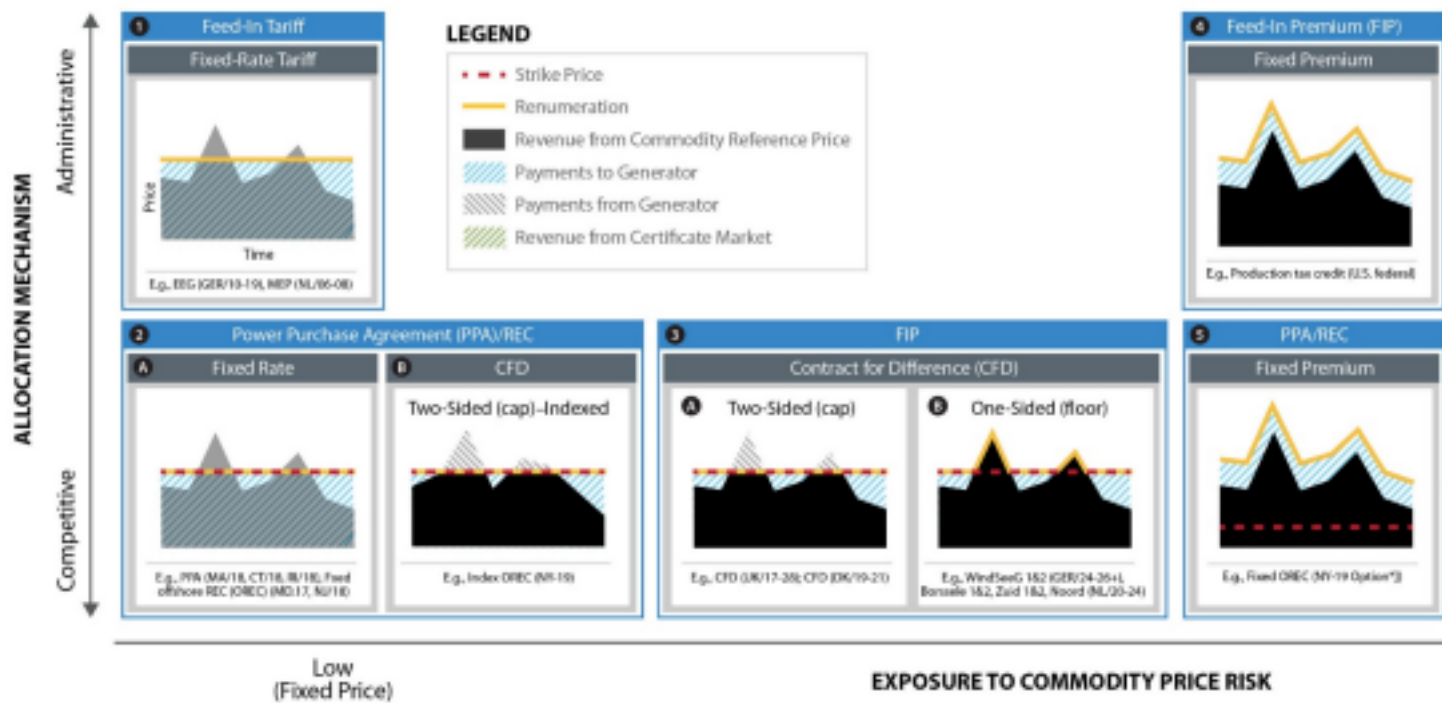 ALLOCATION MECHANISM
Administrative
Competitive
1 Feed-In Tariff
Fixed-Rate Tariff
Price
Time
E.g., EEG (GER/10-19), MEP (NL/06-08)
LEGEND
Strike Price
Renumeration
Revenue from Commodity Reference Price
Payments to Generator
Payments from Generator
Revenue from Certificate Market
4 Feed-In Premium (FIP)
Fixed Premium
E.g., Production tax credit (U.S. federal)
2 Power Purchase Agreement (PPA)/REC
A Fixed Rate
E.g., PPA (MA/18, CT/18, RI/18), Fixed
offshore REC (OREC) (MD.17, NJ/18)
B CFD
Two-Sided (cap)–Indexed
E.g., Index OREC (NY-19)
3 FIP
Contract for Difference (CFD)
A Two-Sided (cap)
E.g., CFD (UK/17-26); CFD (DK/19-21)
B One-Sided (floor)
E.g., WindSeeG 1&2 (GER/24-26+),
Borssele 1&2, Zuid 1&2, Noord (NL/20-24)
5 PPA/REC
Fixed Premium
E.g., Fixed OREC (NY-19 Option*))
Low
(Fixed Price)
EXPOSURE TO COMMODITY PRICE RISK